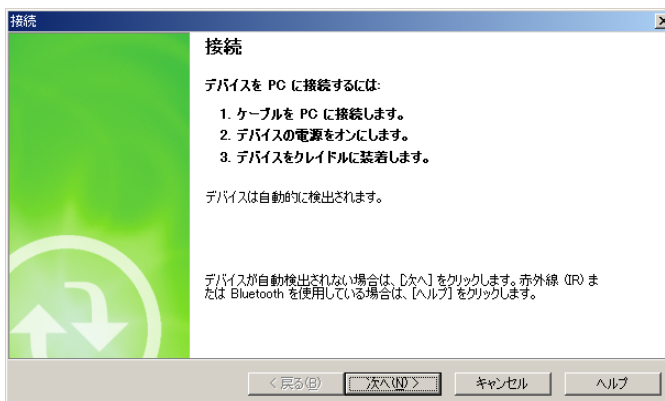 接続
接続
デバイスを PC に接続するには:
1. ケーブルを PC に接続します。
2. デバイスの電源をオンにします。
3. デバイスをクレイドルに装着します。
デバイスは自動的に検出されます。
デバイスが自動検出されない場合は、[次へ] をクリックします。赤外線 (IR) ま
たは Bluetooth を使用している場合は、[ヘルプ] をクリックします。
< 戻る(B) 次へ(N) > キャンセル ヘルプ